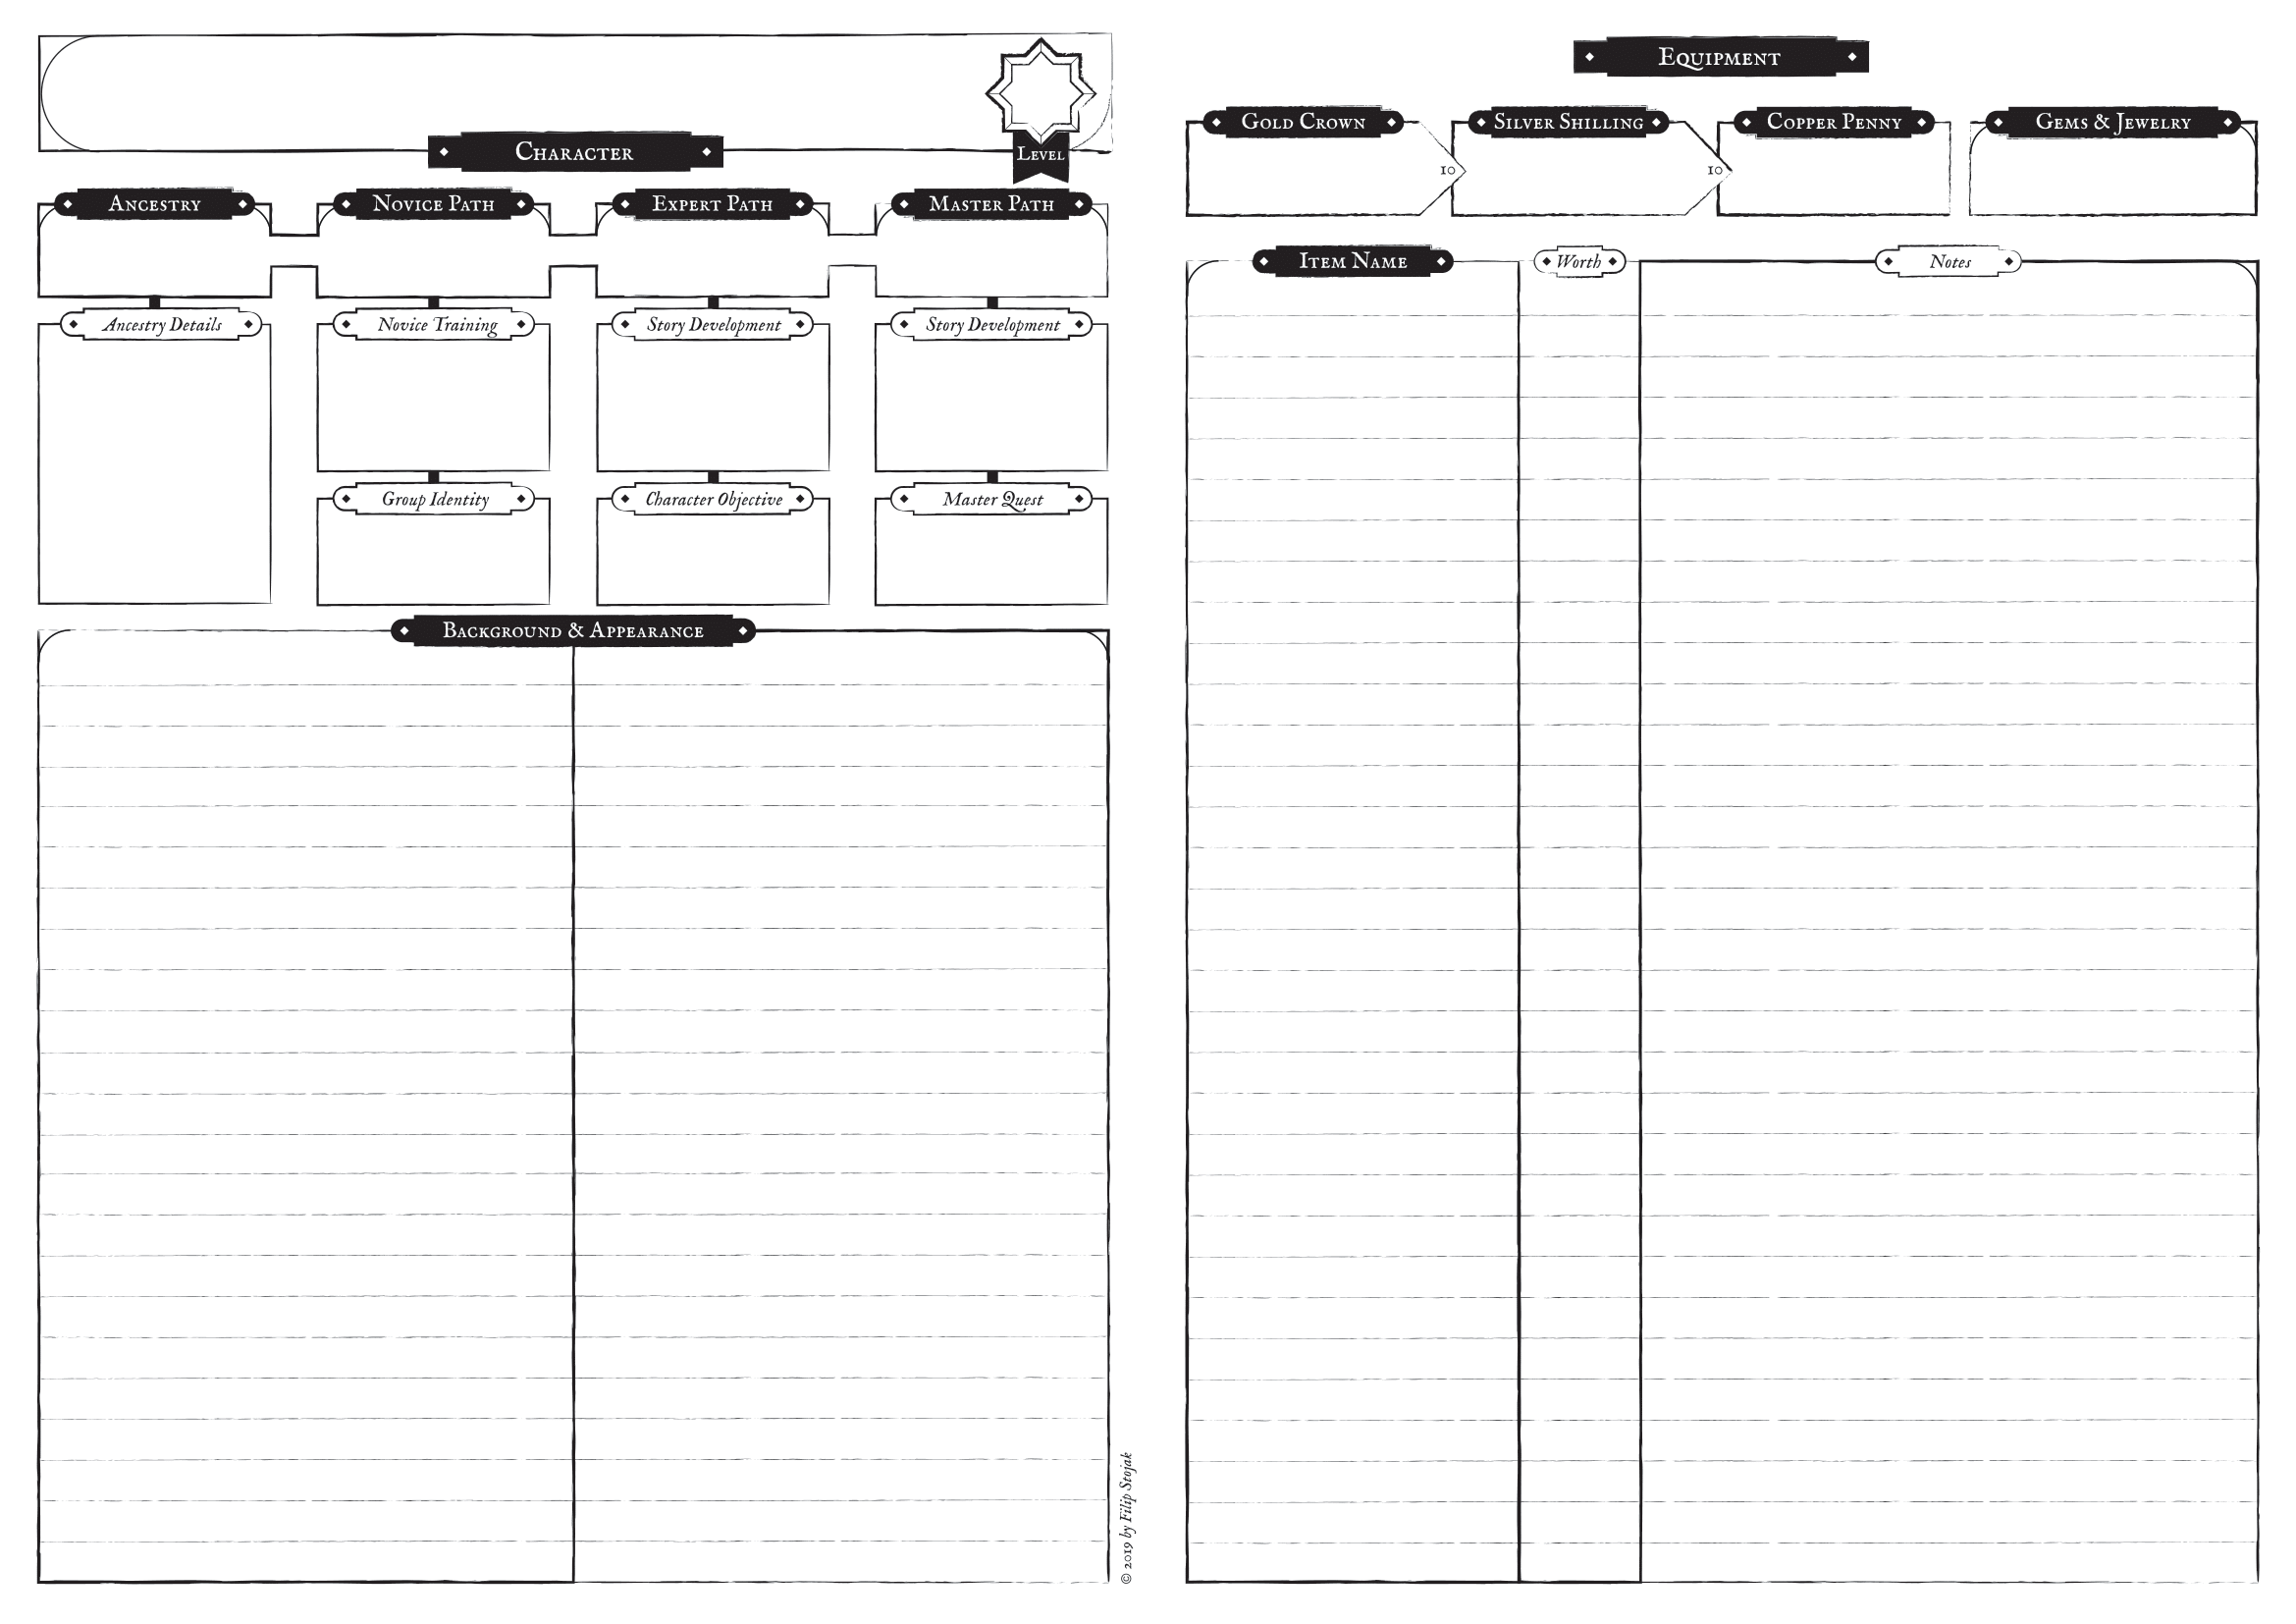 Character
Level
Ancestry
Novice Path
Expert Path
Master Path
Ancestry Details
Novice Training
Story Development
Story Development
Group Identity
Character Objective
Master Quest
Background & Appearance
© 2019 by Filip Stojak
Equipment
Gold Crown
Silver Shilling
Copper Penny
Gems & Jewelry
10
10
Item Name
Worth
Notes